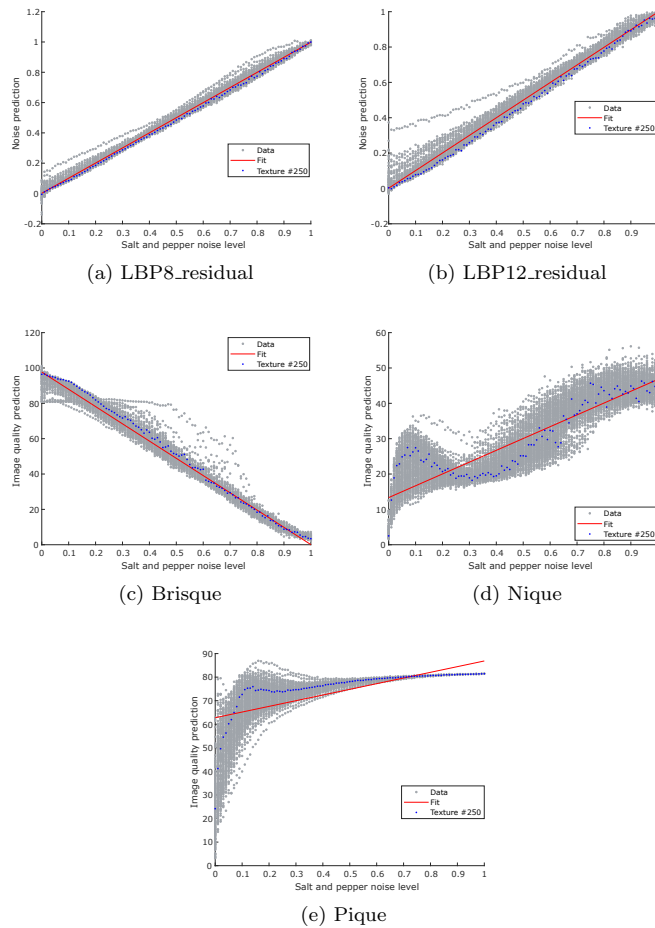 1.2
1
0.8
0.6
0.4
0.2
0
-0.2
Noise prediction
Data
Fit
Texture #250
0 0.1 0.2 0.3 0.4 0.5 0.6 0.7 0.8 0.9 1
Salt and pepper noise level
(a) LBP8_residual
1
0.8
0.6
0.4
0.2
0
-0.2
Noise prediction
Data
Fit
Texture #250
0 0.1 0.2 0.3 0.4 0.5 0.6 0.7 0.8 0.9
Salt and pepper noise level
(b) LBP12_residual
120
100
80
60
40
20
0
Image quality prediction
Data
Fit
Texture #250
0 0.1 0.2 0.3 0.4 0.5 0.6 0.7 0.8 0.9 1
Salt and pepper noise level
(c) Brisque
60
50
40
30
20
10
0
Image quality prediction
Data
Fit
Texture #250
0 0.1 0.2 0.3 0.4 0.5 0.6 0.7 0.8 0.9
Salt and pepper noise level
(d) Nique
90
80
70
60
50
40
30
20
10
0
Image quality prediction
Data
Fit
Texture #250
0 0.1 0.2 0.3 0.4 0.5 0.6 0.7 0.8 0.9 1
Salt and pepper noise level
(e) Pique